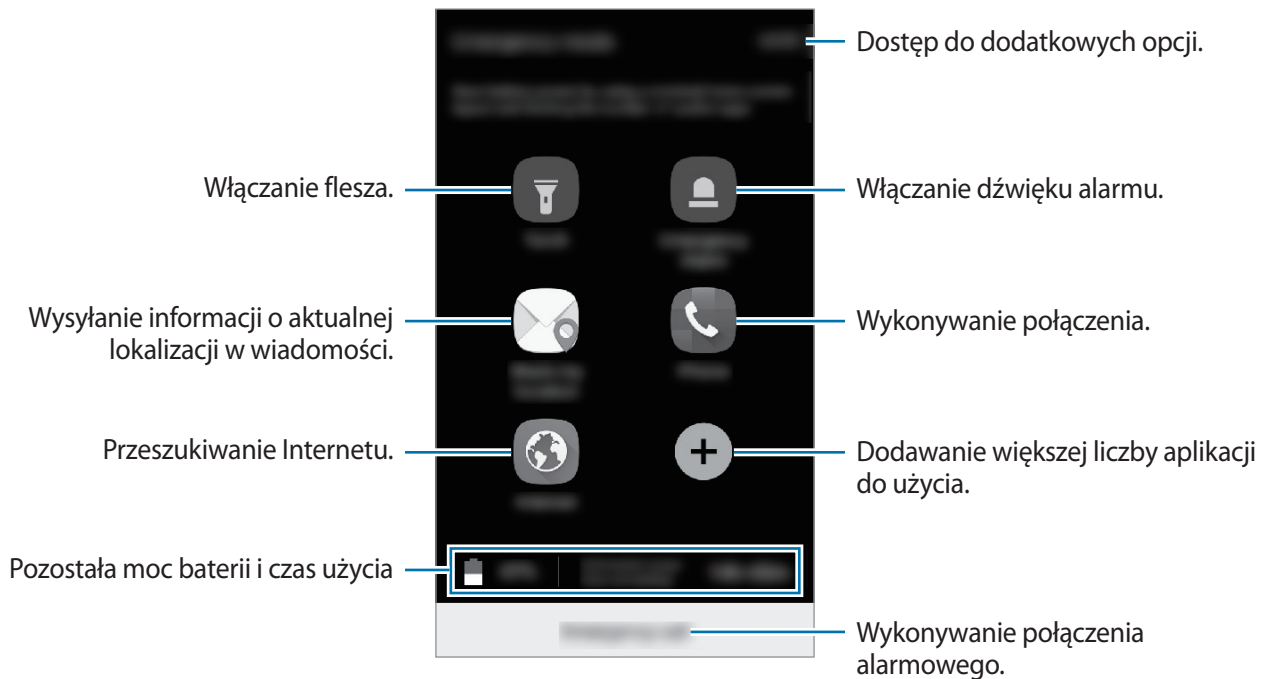 Dostęp do dodatkowych opcji.
Włączanie flesza.
Włączanie dźwięku alarmu.
Wysyłanie informacji o aktualnej
lokalizacji w wiadomości.
Wykonywanie połączenia.
Przeszukiwanie Internetu.
Dodawanie większej liczby aplikacji
do użycia.
Pozostała moc baterii i czas użycia
Wykonywanie połączenia
alarmowego.